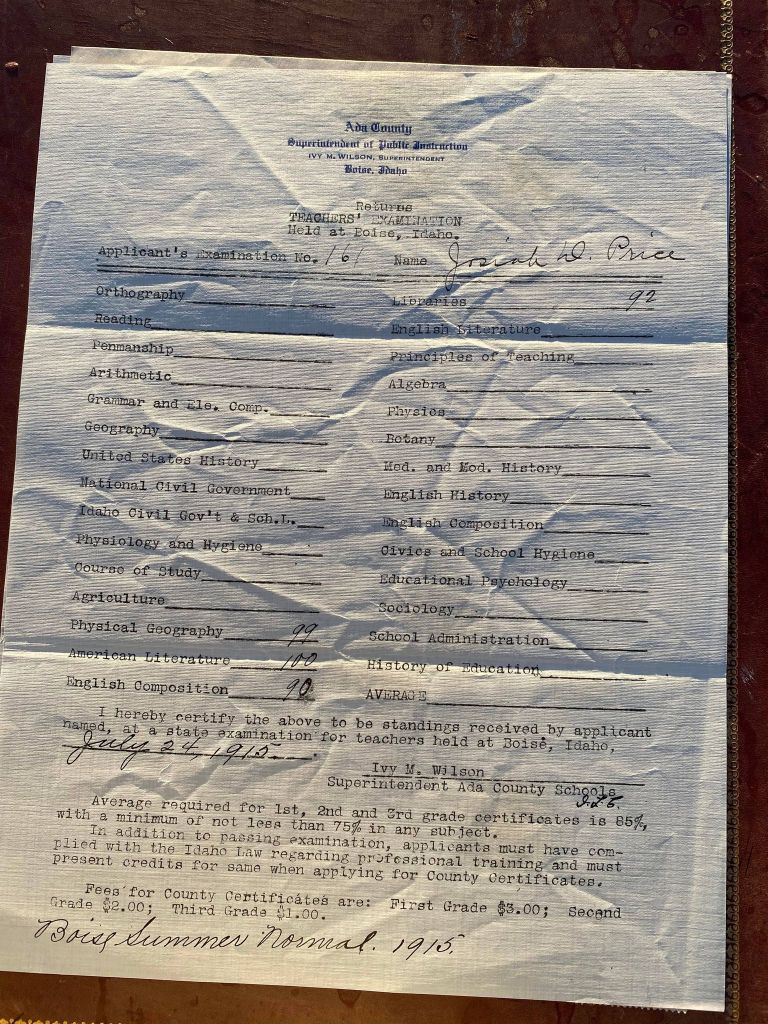 Ada County
Superintendent of Public Instruction
IVY M. WILSON, SUPERINTENDENT
Boise, Idaho
Returns
TEACHERS' EXAMINATION
Held at Boise, Idaho.
Applicant's Examination No. 161 Name Josiah D. Price
Orthography
Reading
Penmanship
Arithmetic
Grammar and Ele. Comp.
Geography
United States History
National Civil Government
Idaho Civil Gov't & Sch.L.
Physiology and Hygiene
Course of Study
Agriculture
Physical Geography 99
American Literature 100
English Composition 90
Libraries 92
English Literature
Principles of Teaching
Algebra
Physics
Botany
Med. and Mod. History
English History
English Composition
Civics and School Hygiene
Educational Psychology
Sociology
School Administration
History of Education
AVERAGE
I hereby certify the above to be standings received by applicant
named, at a state examination for teachers held at Boise, Idaho,
July 24, 1915.
Ivy M. Wilson
Superintendent Ada County Schools
Average required for 1st, 2nd and 3rd grade certificates is 85%,
with a minimum of not less than 75% in any subject.
In addition to passing examination, applicants must have com-
plied with the Idaho Law regarding professional training and must
present credits for same when applying for County Certificates.
Fees for County Certificates are: First Grade $3.00; Second
Grade $2.00; Third Grade $1.00.
Boise Summer Normal. 1915.